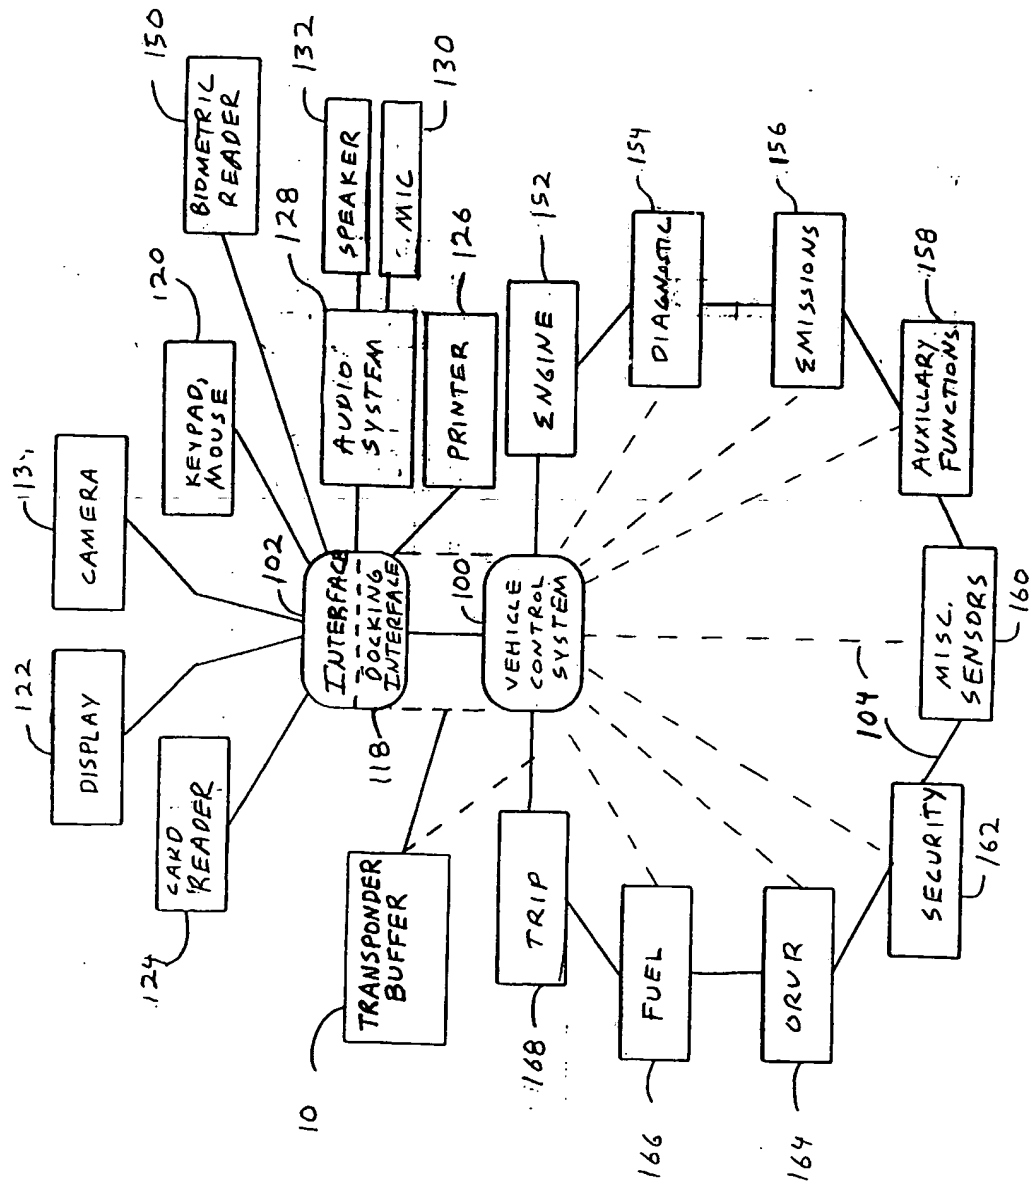 122
DISPLAY
113
CAMERA
124
CARD
READER
120
KEYPAD,
MOUSE
150
BIOMETRIC
READER
102
INTERFACE
DOCKING
INTERFACE
118
128
AUDIO
SYSTEM
132
SPEAKER
130
MIC
126
PRINTER
10
TRANSPONDER
BUFFER
100
VEHICLE
CONTROL
SYSTEM
168
TRIP
152
ENGINE
166
FUEL
154
DIAGNOSTIC
164
ORVR
156
EMISSIONS
104
162
SECURITY
160
MISC.
SENSORS
158
AUXILLARY
FUNCTIONS